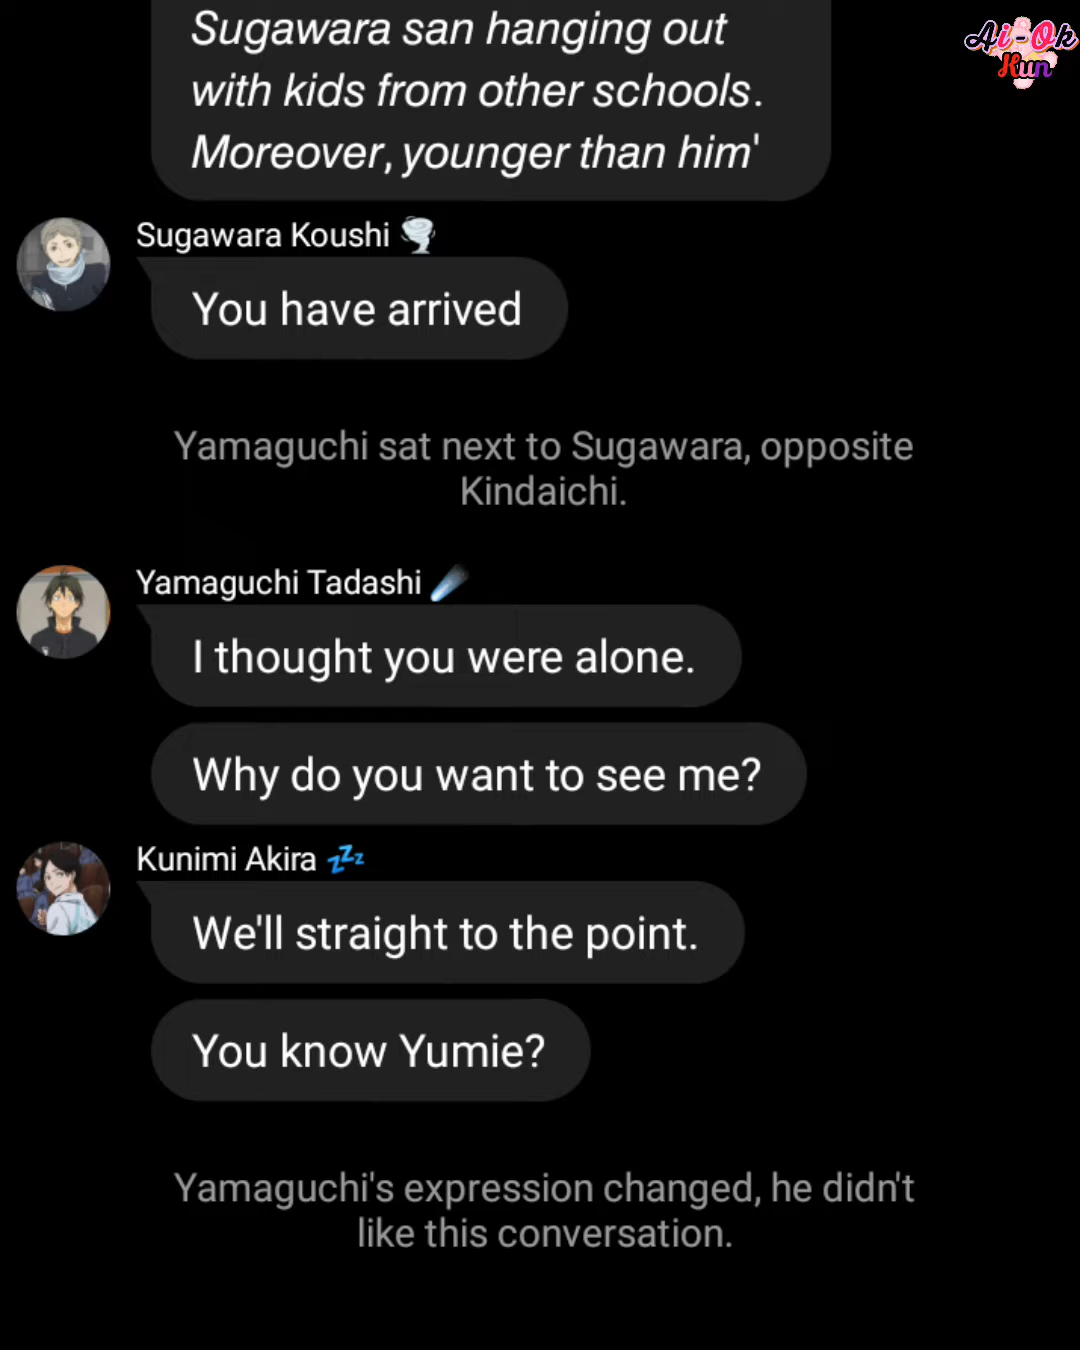 Sugawara san hanging out
with kids from other schools.
Moreover, younger than him'
Ai-Ok
Kun
Sugawara Koushi 🌪️
You have arrived
Yamaguchi sat next to Sugawara, opposite
Kindaichi.
Yamaguchi Tadashi ☄️
I thought you were alone.
Why do you want to see me?
Kunimi Akira 💤
We'll straight to the point.
You know Yumie?
Yamaguchi's expression changed, he didn't
like this conversation.